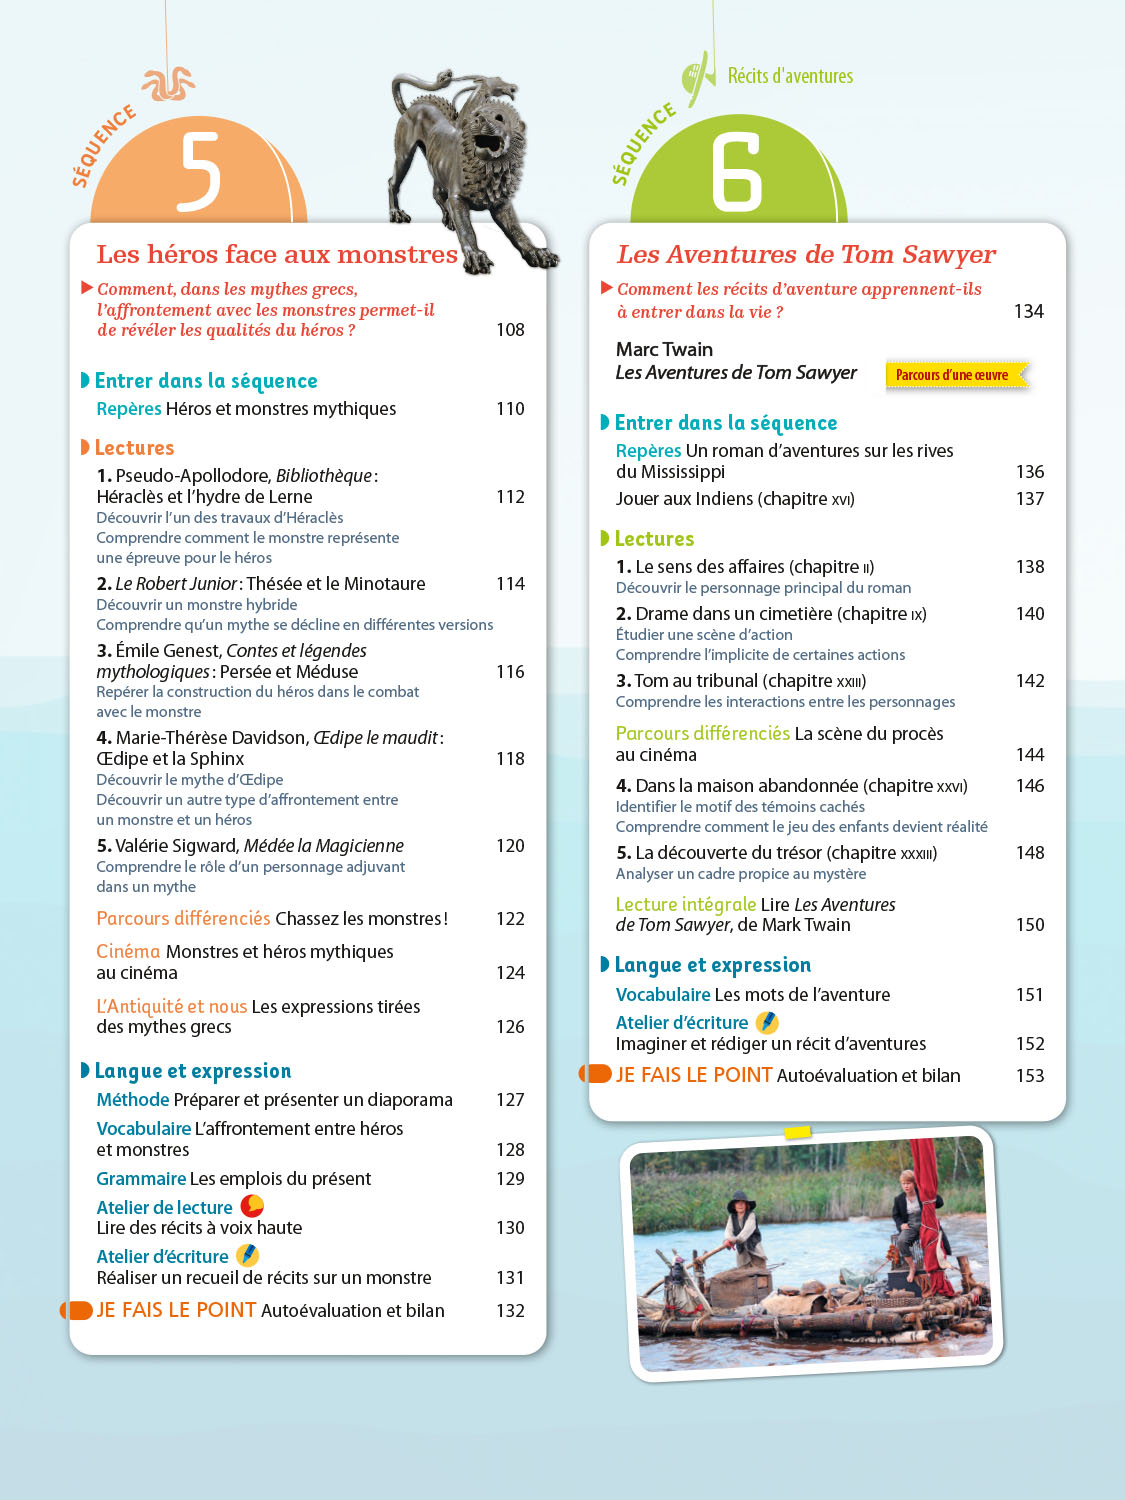 SÉQUENCE
5
Les héros face aux monstres
Comment, dans les mythes grecs,
l'affrontement avec les monstres permet-il
de révéler les qualités du héros ? 108
Entrer dans la séquence
Repères Héros et monstres mythiques 110
Lectures
1. Pseudo-Apollodore, Bibliothèque :
Héraclès et l'hydre de Lerne 112
Découvrir l'un des travaux d'Héraclès
Comprendre comment le monstre représente
une épreuve pour le héros
2. Le Robert Junior : Thésée et le Minotaure 114
Découvrir un monstre hybride
Comprendre qu'un mythe se décline en différentes versions
3. Émile Genest, Contes et légendes
mythologiques : Persée et Méduse 116
Repérer la construction du héros dans le combat
avec le monstre
4. Marie-Thérèse Davidson, Œdipe le maudit :
Œdipe et la Sphinx 118
Découvrir le mythe d'Œdipe
Découvrir un autre type d'affrontement entre
un monstre et un héros
5. Valérie Sigward, Médée la Magicienne 120
Comprendre le rôle d'un personnage adjuvant
dans un mythe
Parcours différenciés Chassez les monstres ! 122
Cinéma Monstres et héros mythiques
au cinéma 124
L'Antiquité et nous Les expressions tirées
des mythes grecs 126
Langue et expression
Méthode Préparer et présenter un diaporama 127
Vocabulaire L'affrontement entre héros
et monstres 128
Grammaire Les emplois du présent 129
Atelier de lecture
Lire des récits à voix haute 130
Atelier d'écriture
Réaliser un recueil de récits sur un monstre 131
JE FAIS LE POINT Autoévaluation et bilan 132
Récits d'aventures
SÉQUENCE
6
Les Aventures de Tom Sawyer
Comment les récits d'aventure apprennent-ils
à entrer dans la vie ? 134
Marc Twain
Les Aventures de Tom Sawyer
Parcours d'une œuvre
Entrer dans la séquence
Repères Un roman d'aventures sur les rives
du Mississippi 136
Jouer aux Indiens (chapitre XVI) 137
Lectures
1. Le sens des affaires (chapitre II) 138
Découvrir le personnage principal du roman
2. Drame dans un cimetière (chapitre IX) 140
Étudier une scène d'action
Comprendre l'implicite de certaines actions
3. Tom au tribunal (chapitre XXIII) 142
Comprendre les interactions entre les personnages
Parcours différenciés La scène du procès
au cinéma 144
4. Dans la maison abandonnée (chapitre XXVI) 146
Identifier le motif des témoins cachés
Comprendre comment le jeu des enfants devient réalité
5. La découverte du trésor (chapitre XXXIII) 148
Analyser un cadre propice au mystère
Lecture intégrale Lire Les Aventures
de Tom Sawyer, de Mark Twain 150
Langue et expression
Vocabulaire Les mots de l'aventure 151
Atelier d'écriture
Imaginer et rédiger un récit d'aventures 152
JE FAIS LE POINT Autoévaluation et bilan 153